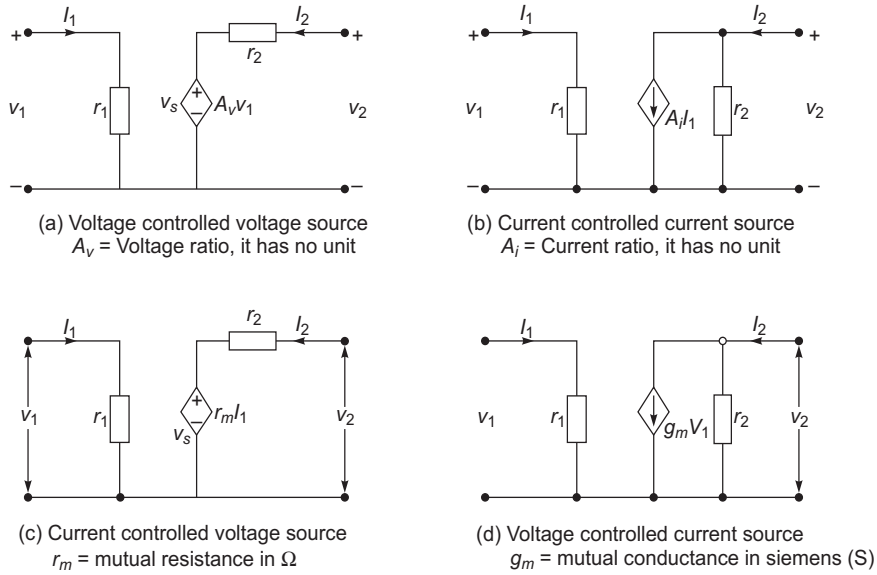 I1 I2
+ + + −
r2
v1 r1 vs + − Avv1 v2
− −
(a) Voltage controlled voltage source
Av = Voltage ratio, it has no unit
I1 I2
+ +
v1 r1 AiI1 r2 v2
− −
(b) Current controlled current source
Ai = Current ratio, it has no unit
I1 r2 I2
v1 r1 + − rmI1 v2
vs
(c) Current controlled voltage source
rm = mutual resistance in Ω
I1 I2
v1 r1 gmV1 r2 v2
(d) Voltage controlled current source
gm = mutual conductance in siemens (S)